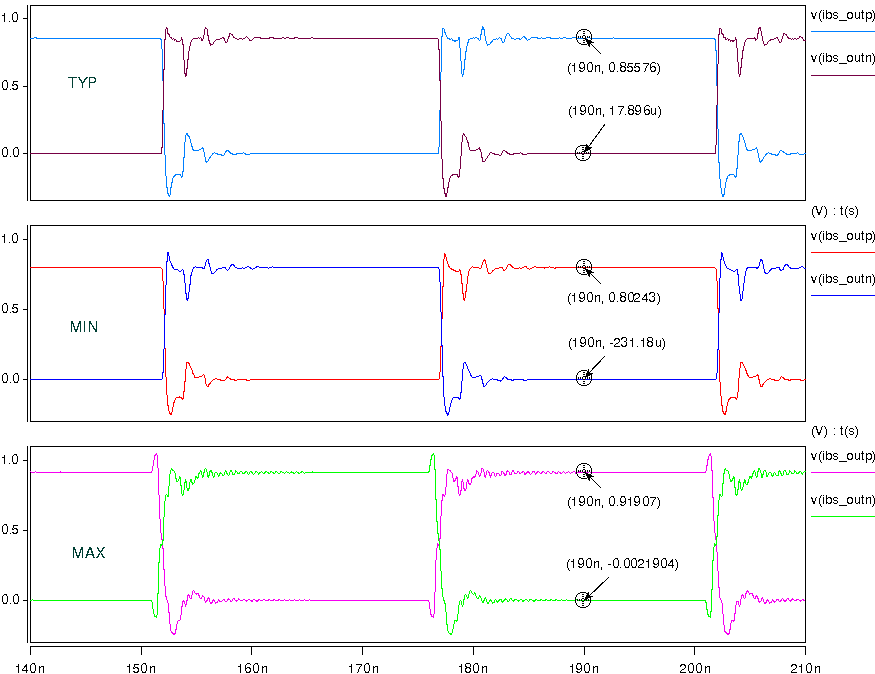 1.0
v(ibs_outp)
v(ibs_outn)
TYP
(190n, 0.85576)
0.5
(190n, 17.896u)
0.0
(V) : t(s)
v(ibs_outp)
1.0
v(ibs_outn)
(190n, 0.80243)
0.5
MIN
(190n, -231.18u)
0.0
(V) : t(s)
v(ibs_outp)
1.0
v(ibs_outn)
(190n, 0.91907)
0.5
MAX
(190n, -0.0021904)
0.0
140n 150n 160n 170n 180n 190n 200n 210n